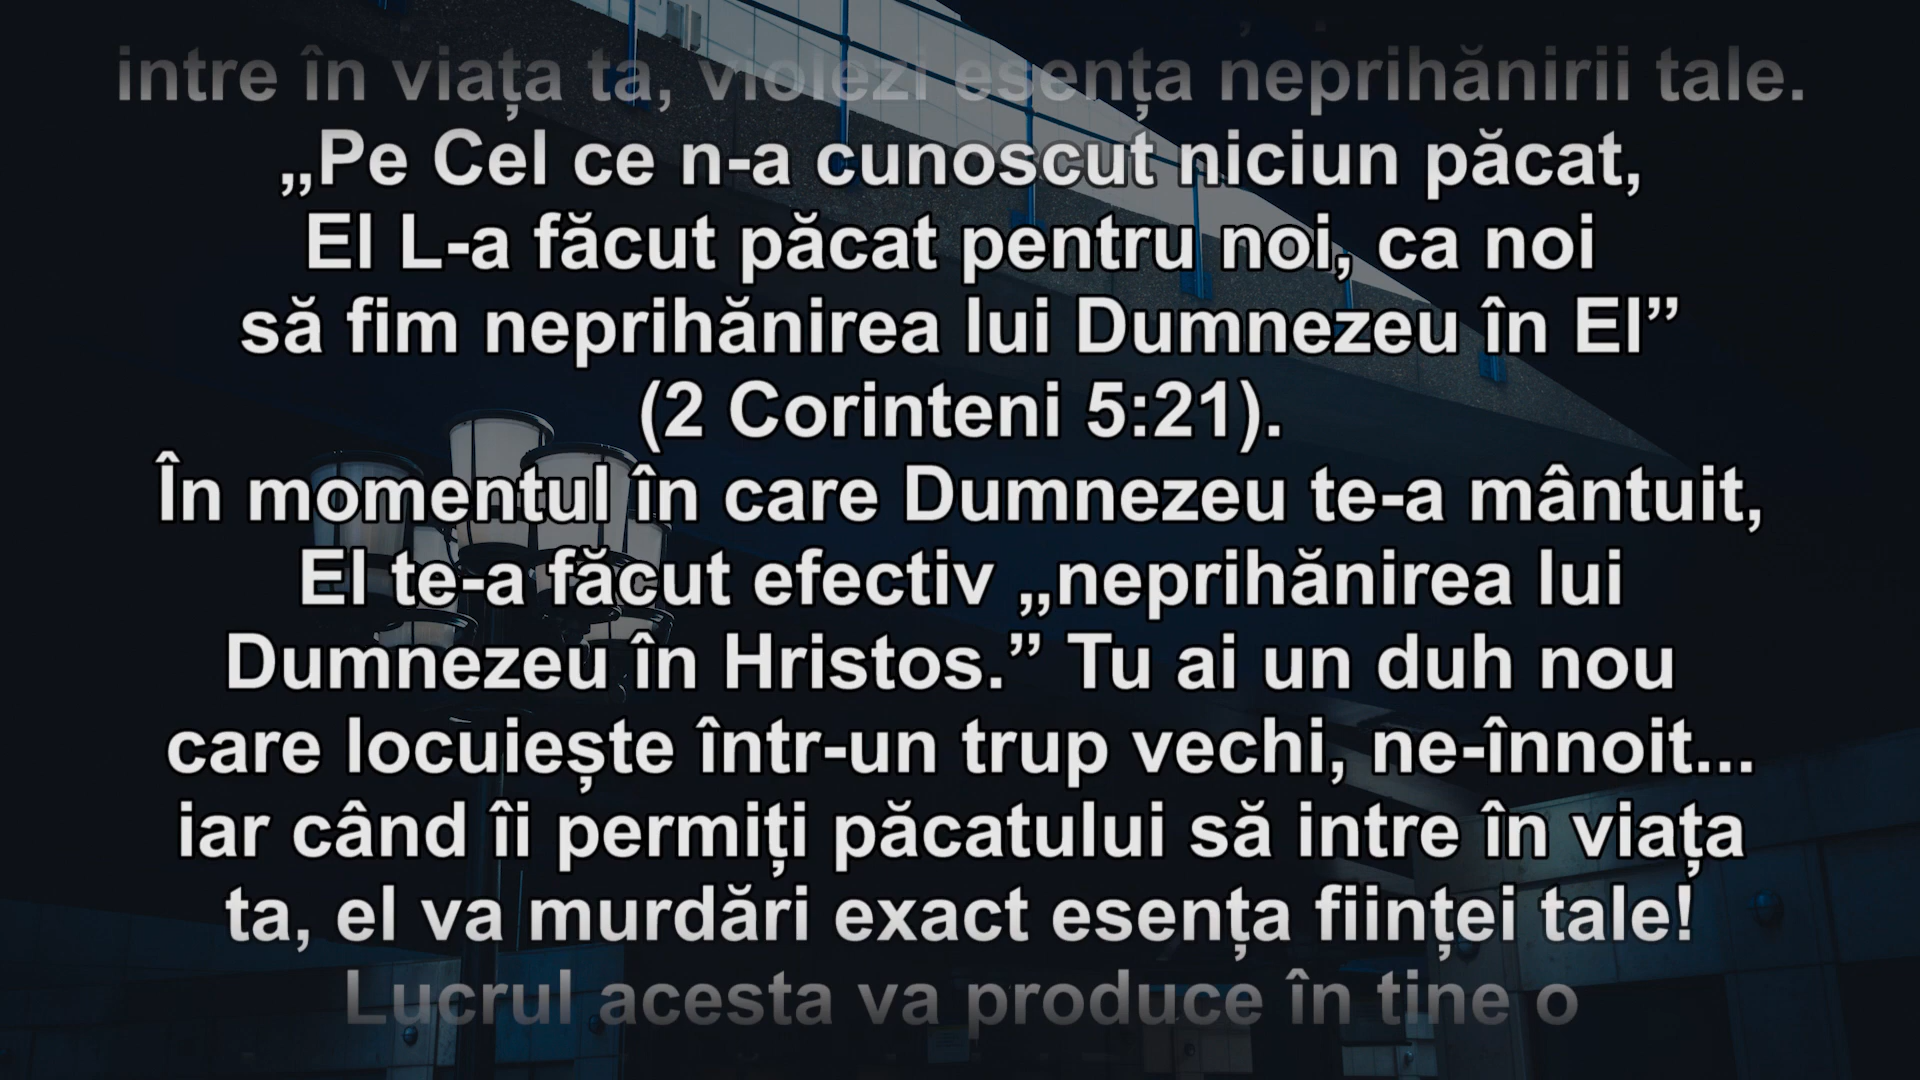 intre în viața ta, violezi esența neprihănirii tale.
„Pe Cel ce n-a cunoscut niciun păcat,
El L-a făcut păcat pentru noi, ca noi
să fim neprihănirea lui Dumnezeu în El”
(2 Corinteni 5:21).
În momentul în care Dumnezeu te-a mântuit,
El te-a făcut efectiv „neprihănirea lui
Dumnezeu în Hristos.” Tu ai un duh nou
care locuiește într-un trup vechi, ne-înnoit...
iar când îi permiți păcatului să intre în viața
ta, el va murdări exact esența ființei tale!
Lucrul acesta va produce în tine o